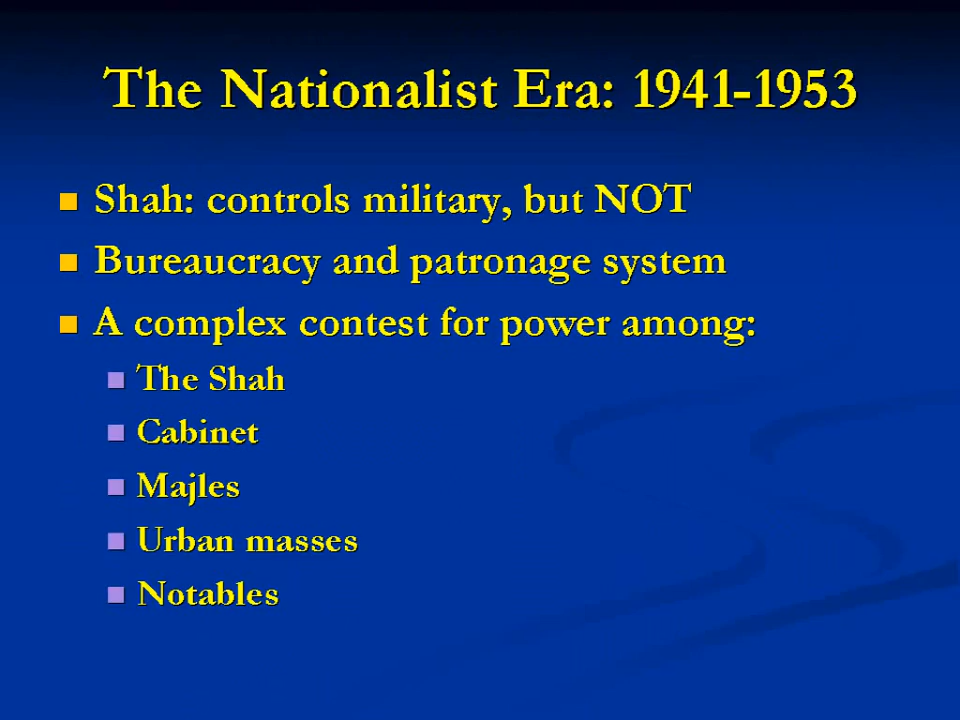 The Nationalist Era: 1941-1953
Shah: controls military, but NOT
Bureaucracy and patronage system
A complex contest for power among:
The Shah
Cabinet
Majles
Urban masses
Notables